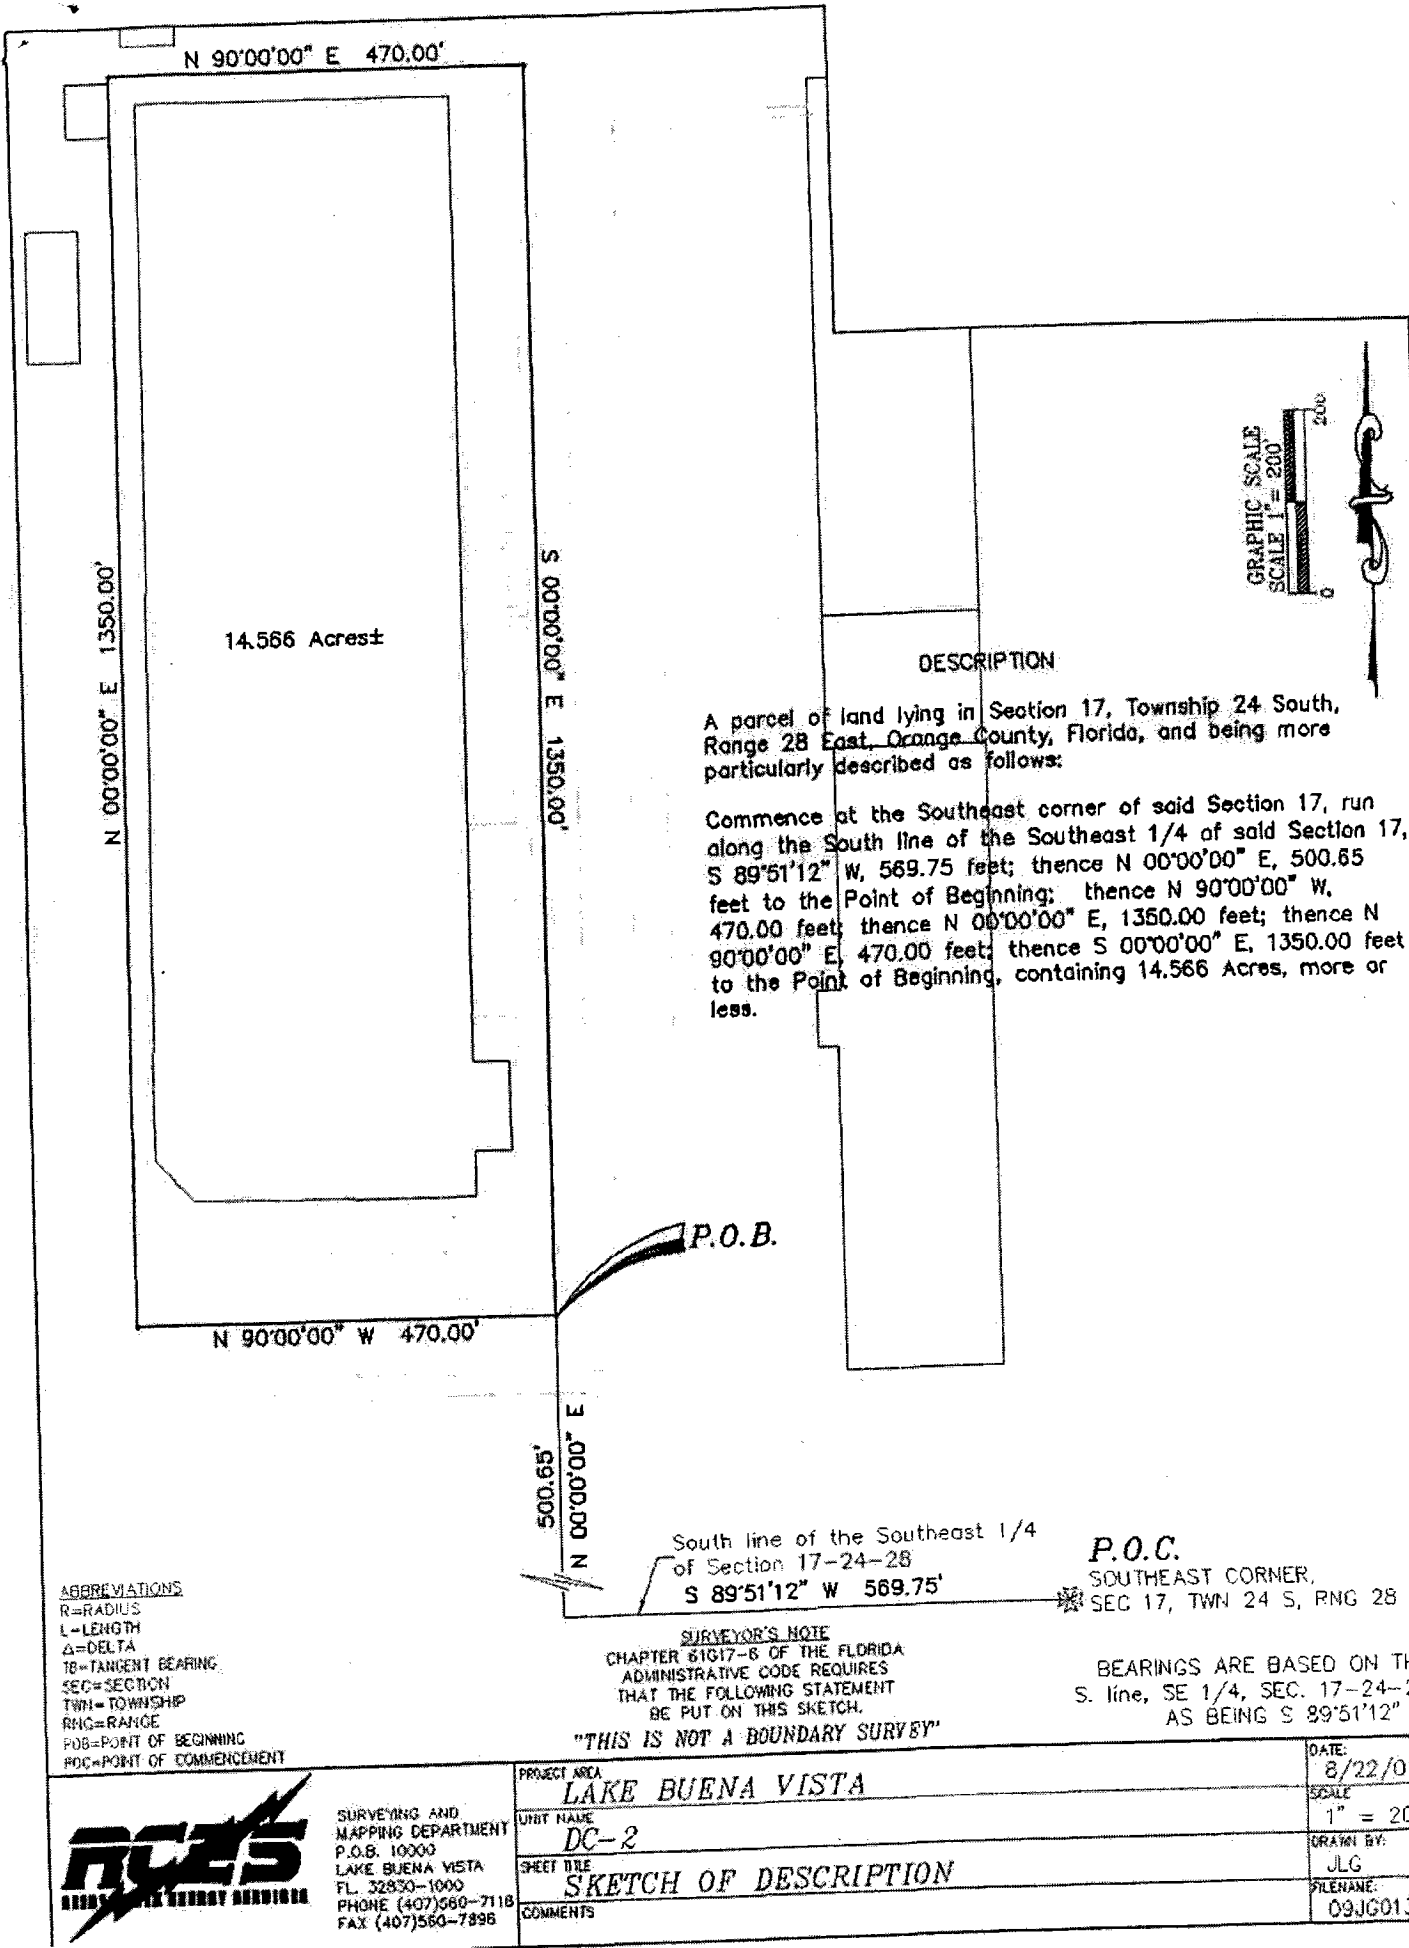 N 90°00'00" E 470.00'
N 00°00'00" E 1350.00'
14.566 Acres±
S 00°00'00" E 1350.00'
GRAPHIC SCALE
SCALE 1" = 200'
0
200
DESCRIPTION
A parcel of land lying in Section 17, Township 24 South,
Range 28 East, Orange County, Florida, and being more
particularly described as follows:
Commence at the Southeast corner of said Section 17, run
along the South line of the Southeast 1/4 of said Section 17,
S 89°51'12" W, 569.75 feet; thence N 00°00'00" E, 500.65
feet to the Point of Beginning; thence N 90°00'00" W,
470.00 feet; thence N 00°00'00" E, 1350.00 feet; thence N
90°00'00" E, 470.00 feet; thence S 00°00'00" E, 1350.00 feet
to the Point of Beginning, containing 14.566 Acres, more or
less.
P.O.B.
N 90°00'00" W 470.00'
500.65'
N 00°00'00" E
South line of the Southeast 1/4
of Section 17-24-28
S 89°51'12" W 569.75'
P.O.C.
SOUTHEAST CORNER,
SEC 17, TWN 24 S, RNG 28
ABBREVIATIONS
R=RADIUS
L=LENGTH
Δ=DELTA
TB=TANGENT BEARING
SEC=SECTION
TWN=TOWNSHIP
RNG=RANGE
POB=POINT OF BEGINNING
POC=POINT OF COMMENCEMENT
SURVEYOR'S NOTE
CHAPTER 61G17-6 OF THE FLORIDA
ADMINISTRATIVE CODE REQUIRES
THAT THE FOLLOWING STATEMENT
BE PUT ON THIS SKETCH.
"THIS IS NOT A BOUNDARY SURVEY"
BEARINGS ARE BASED ON TH
S. line, SE 1/4, SEC. 17-24-2
AS BEING S 89°51'12"
RCES
ENERGY SERVICES
SURVEYING AND
MAPPING DEPARTMENT
P.O.B. 10000
LAKE BUENA VISTA
FL. 32830-1000
PHONE (407)560-7118
FAX (407)560-7896
PROJECT AREA
LAKE BUENA VISTA
UNIT NAME
DC-2
SHEET TITLE
SKETCH OF DESCRIPTION
COMMENTS
DATE:
8/22/0
SCALE
1" = 20
DRAWN BY:
JLG
FILENAME:
09JG01